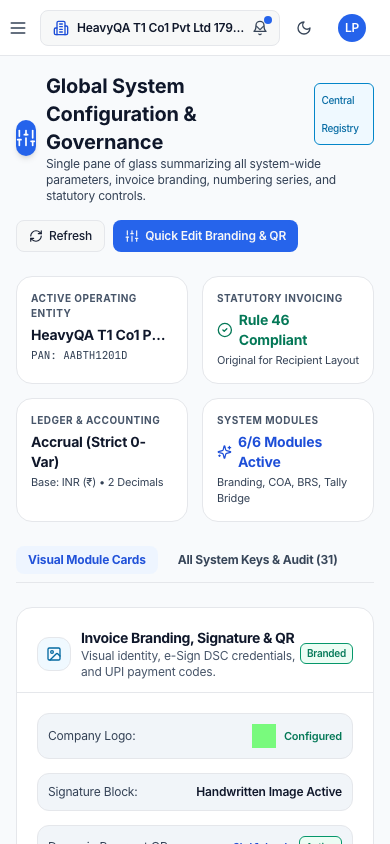 HeavyQA T1 Co1 Pvt Ltd 179...
LP
Global System
Configuration &
Governance
Central
Registry
Single pane of glass summarizing all system-wide
parameters, invoice branding, numbering series, and
statutory controls.
Refresh
Quick Edit Branding & QR
ACTIVE OPERATING
ENTITY
HeavyQA T1 Co1 P...
PAN: AABTH1201D
STATUTORY INVOICING
Rule 46
Compliant
Original for Recipient Layout
LEDGER & ACCOUNTING
Accrual (Strict 0-
Var)
Base: INR (₹) • 2 Decimals
SYSTEM MODULES
6/6 Modules
Active
Branding, COA, BRS, Tally
Bridge
Visual Module Cards
All System Keys & Audit (31)
Invoice Branding, Signature & QR
Visual identity, e-Sign DSC credentials,
and UPI payment codes.
Branded
Company Logo:
Configured
Signature Block:
Handwritten Image Active